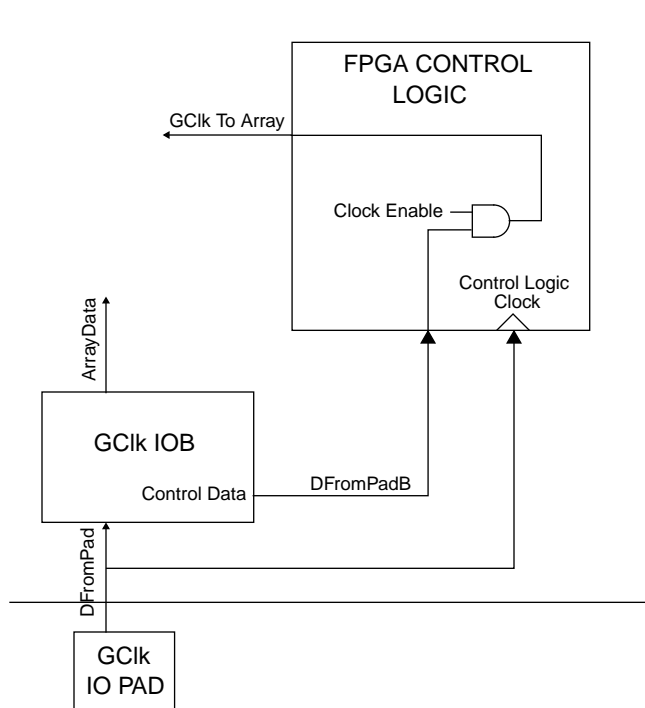 FPGA CONTROL
LOGIC
GClk To Array
Clock Enable
Control Logic
Clock
ArrayData
GClk IOB
Control Data
DFromPadB
DFromPad
GClk
IO PAD